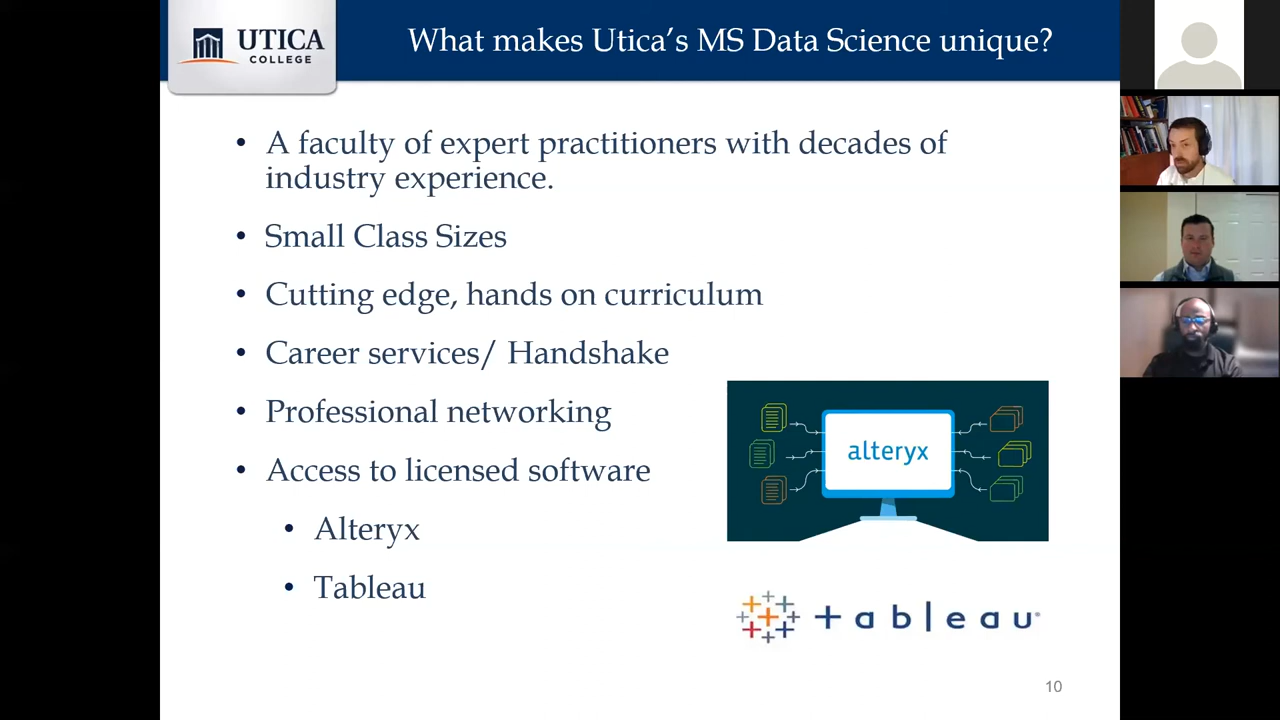 UTICA
COLLEGE
What makes Utica's MS Data Science unique?
• A faculty of expert practitioners with decades of
industry experience.
• Small Class Sizes
• Cutting edge, hands on curriculum
• Career services/ Handshake
• Professional networking
• Access to licensed software
• Alteryx
• Tableau
alteryx
+ableau®
10